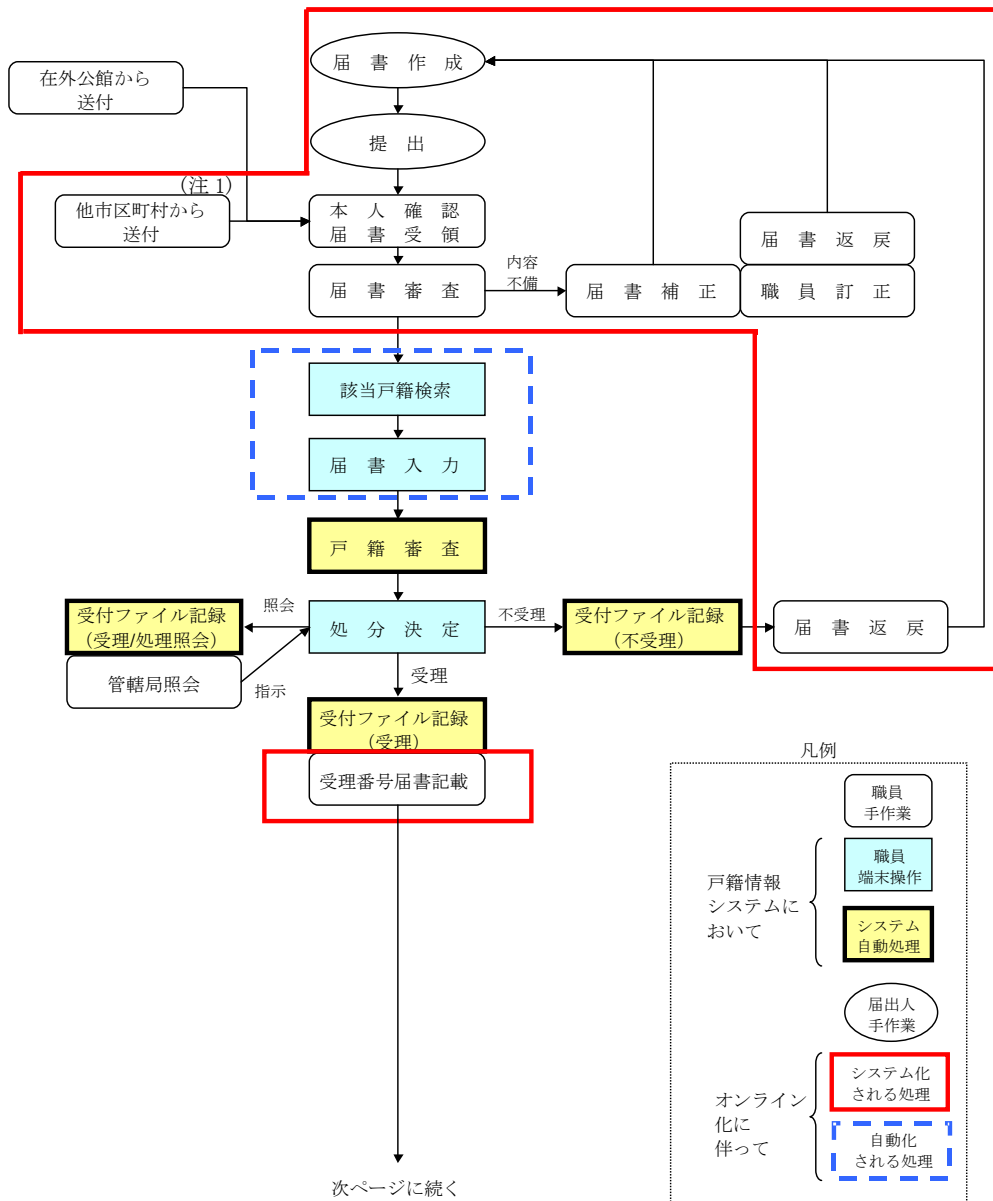 届書作成
在外公館から
送付
提出
(注1)
他市区町村から
送付
本人確認
届書受領
届書返戻
届書審査
内容
不備
届書補正
職員訂正
該当戸籍検索
届書入力
戸籍審査
受付ファイル記録
(受理/処理照会)
照会
処分決定
不受理
受付ファイル記録
(不受理)
届書返戻
管轄局照会
指示
受理
受付ファイル記録
(受理)
受理番号届書記載
凡例
職員
手作業
戸籍情報
システムに
おいて
職員
端末操作
システム
自動処理
届出人
手作業
オンライン
化に
伴って
システム化
される処理
自動化
される処理
次ページに続く